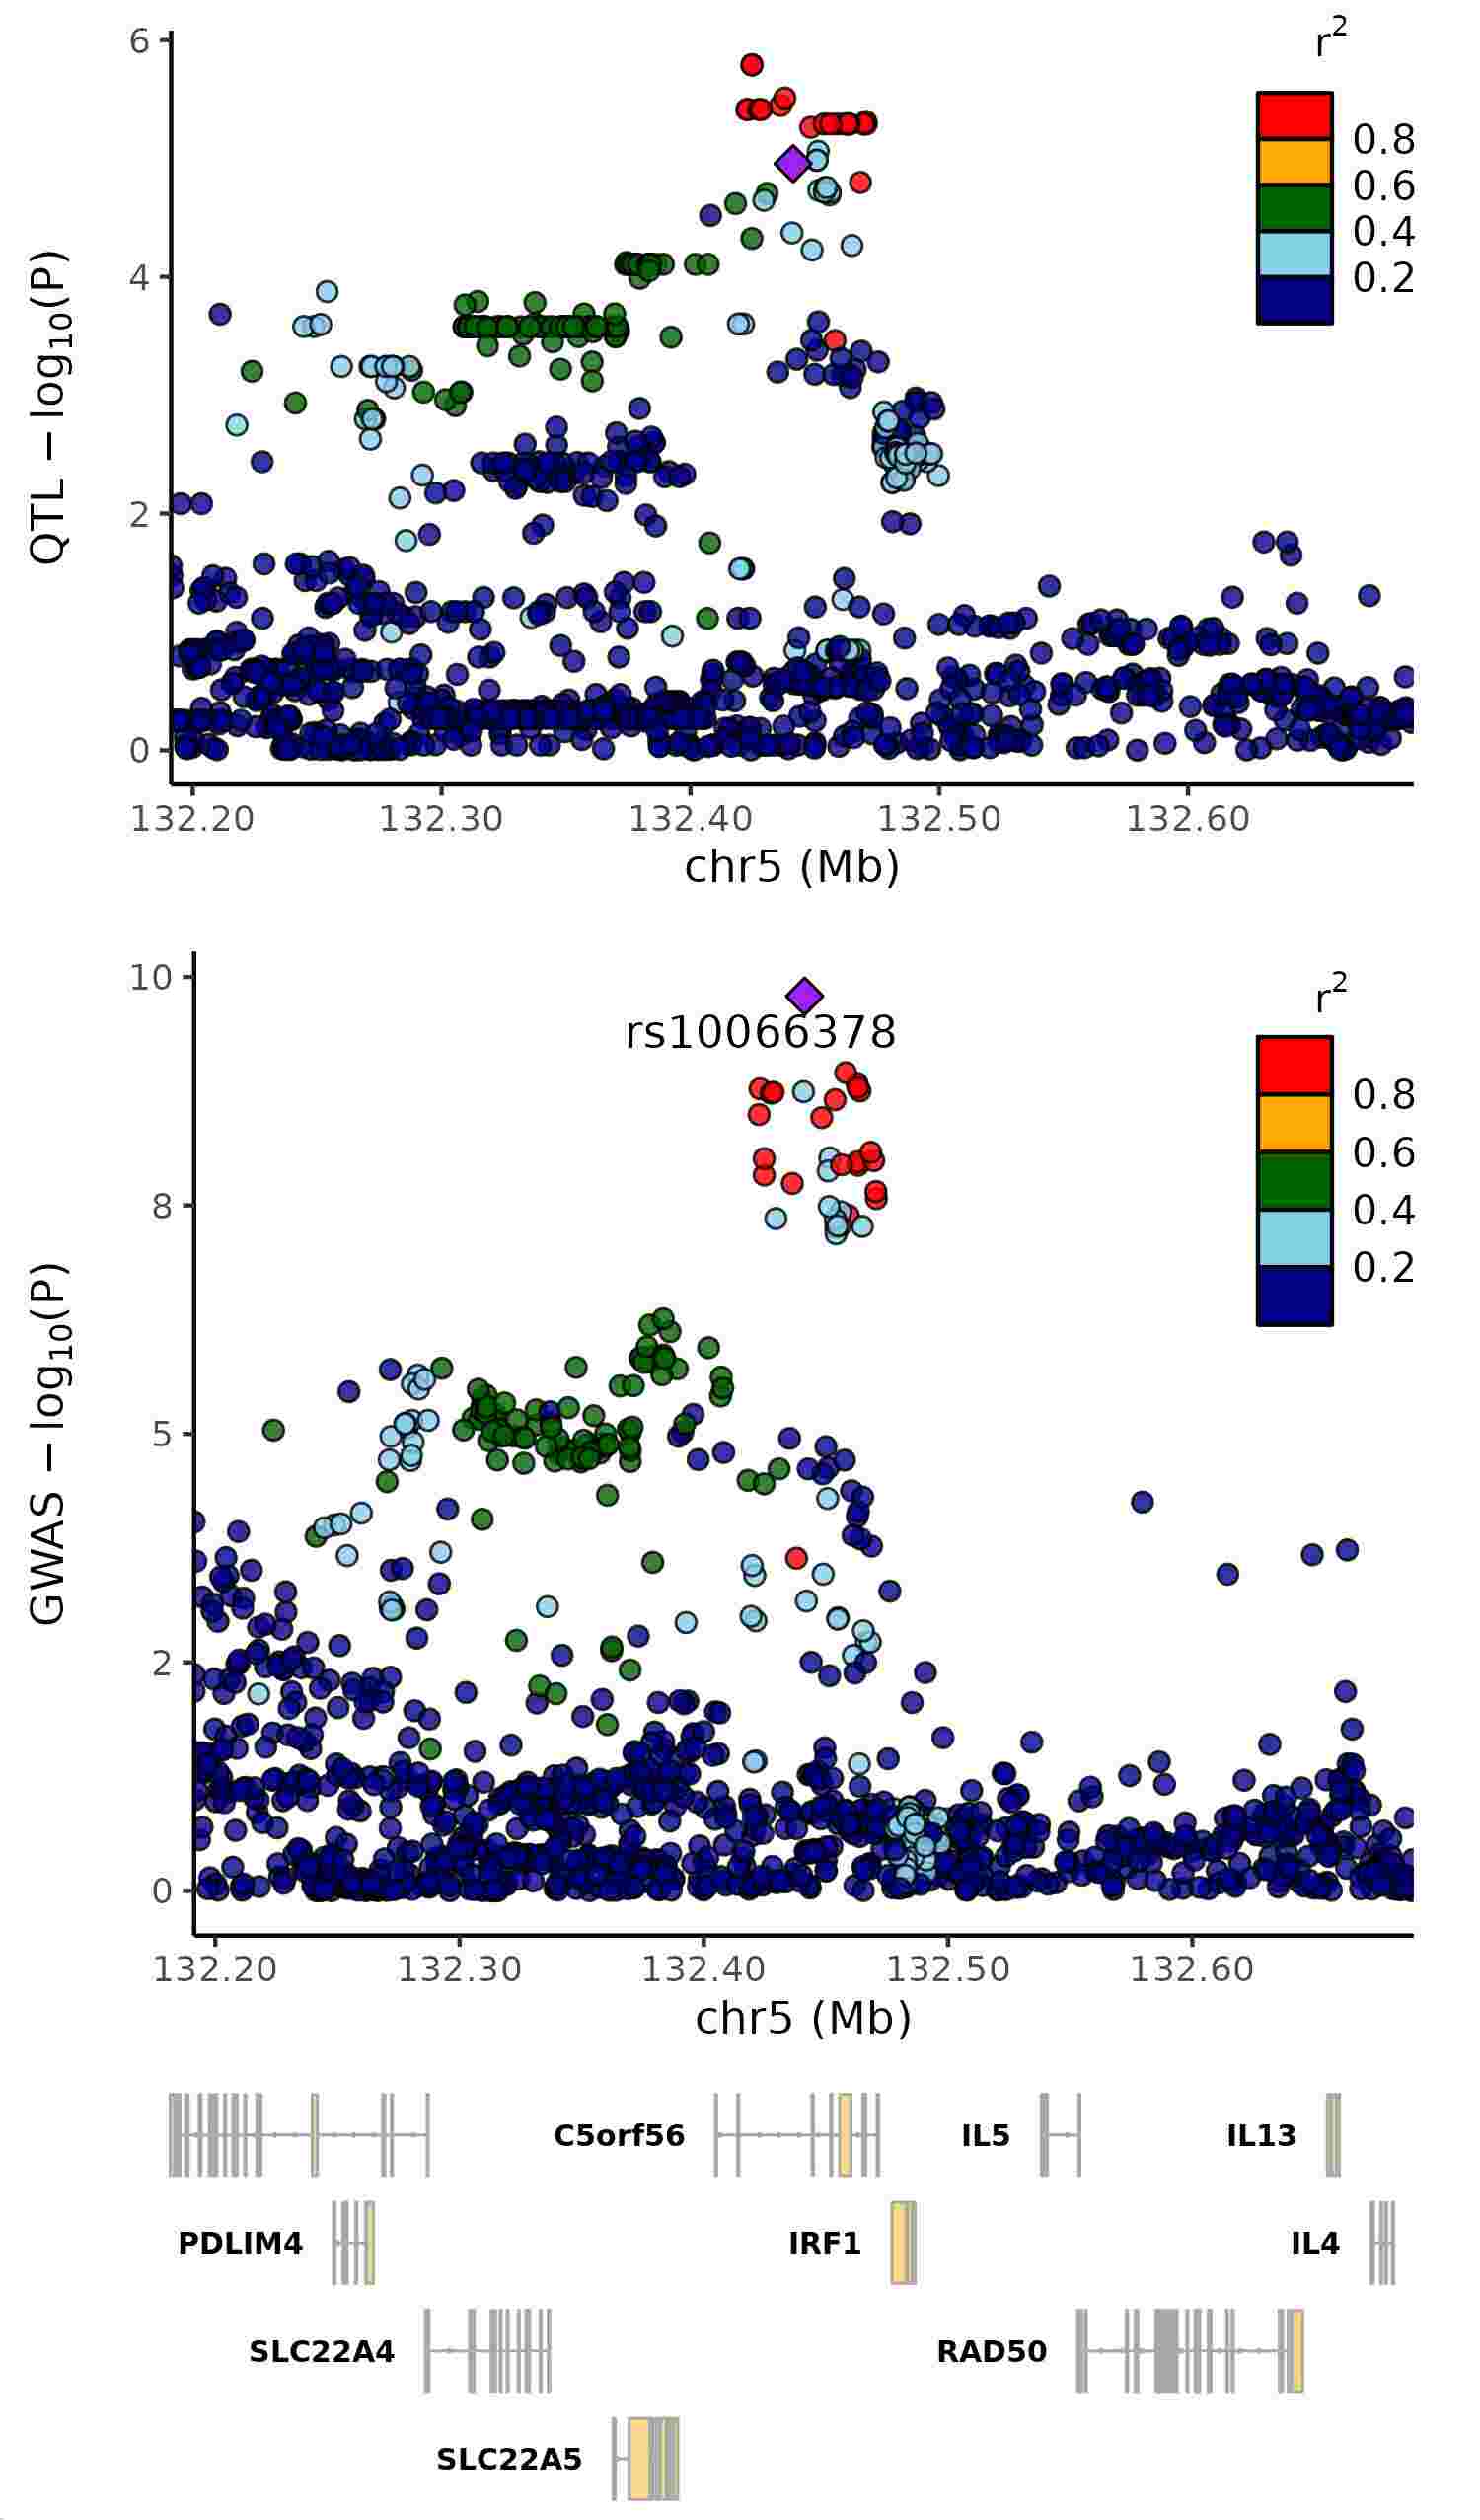 r2
6
4
2
0
QTL − log10(P)
0.8
0.6
0.4
0.2
132.20 132.30 132.40 132.50 132.60
chr5 (Mb)
r2
10
8
5
2
0
GWAS − log10(P)
rs10066378
0.8
0.6
0.4
0.2
132.20 132.30 132.40 132.50 132.60
chr5 (Mb)
C5orf56 IL5 IL13
PDLIM4 IRF1 IL4
SLC22A4 RAD50
SLC22A5